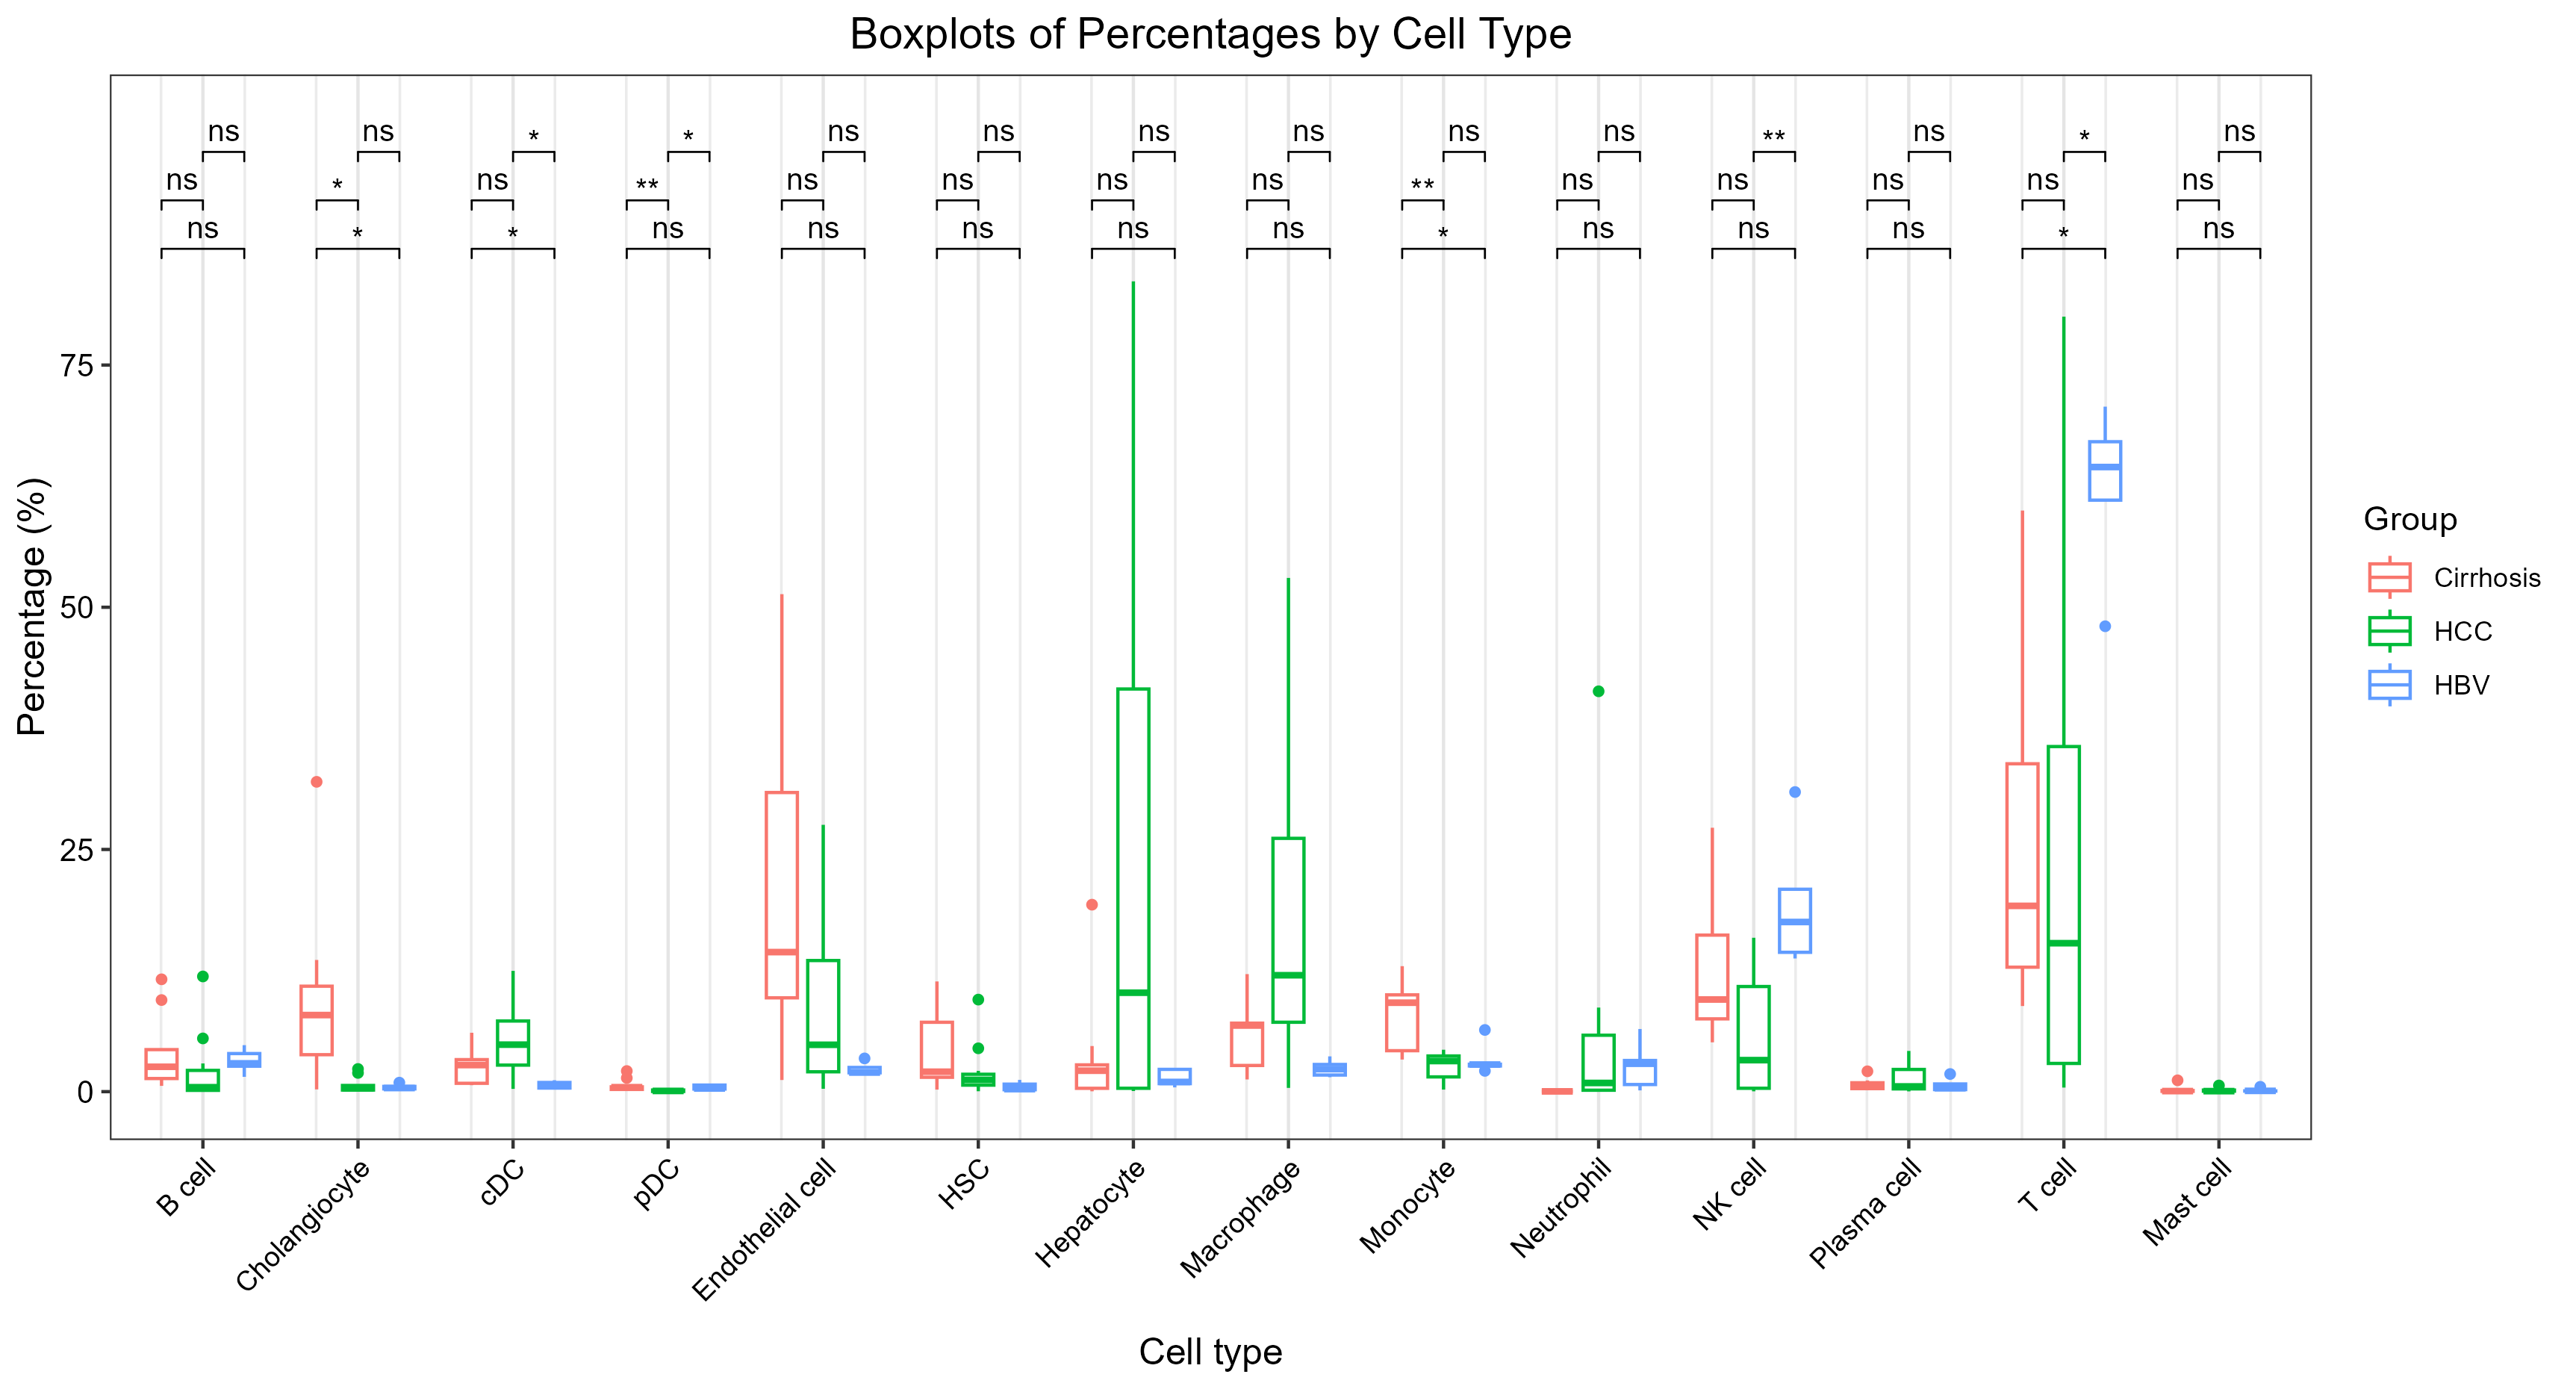 Boxplots of Percentages by Cell Type
ns ns * * ns ns ns ns ns ns ** ns * ns
ns * ns ** ns ns ns ns ** ns ns ns ns ns
ns * * ns ns ns ns ns * ns ns ns * ns
75
50
25
0
Percentage (%)
B cell
Cholangiocyte
cDC
pDC
Endothelial cell
HSC
Hepatocyte
Macrophage
Monocyte
Neutrophil
NK cell
Plasma cell
T cell
Mast cell
Cell type
Group
Cirrhosis
HCC
HBV